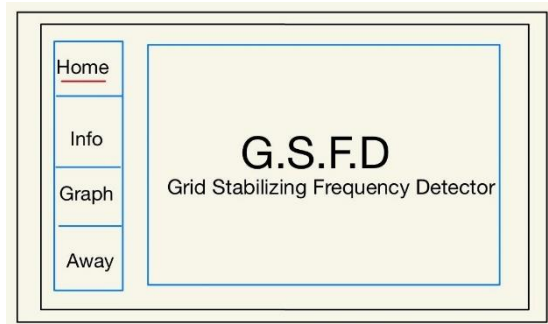 Home
Info
Graph
Away
G.S.F.D
Grid Stabilizing Frequency Detector